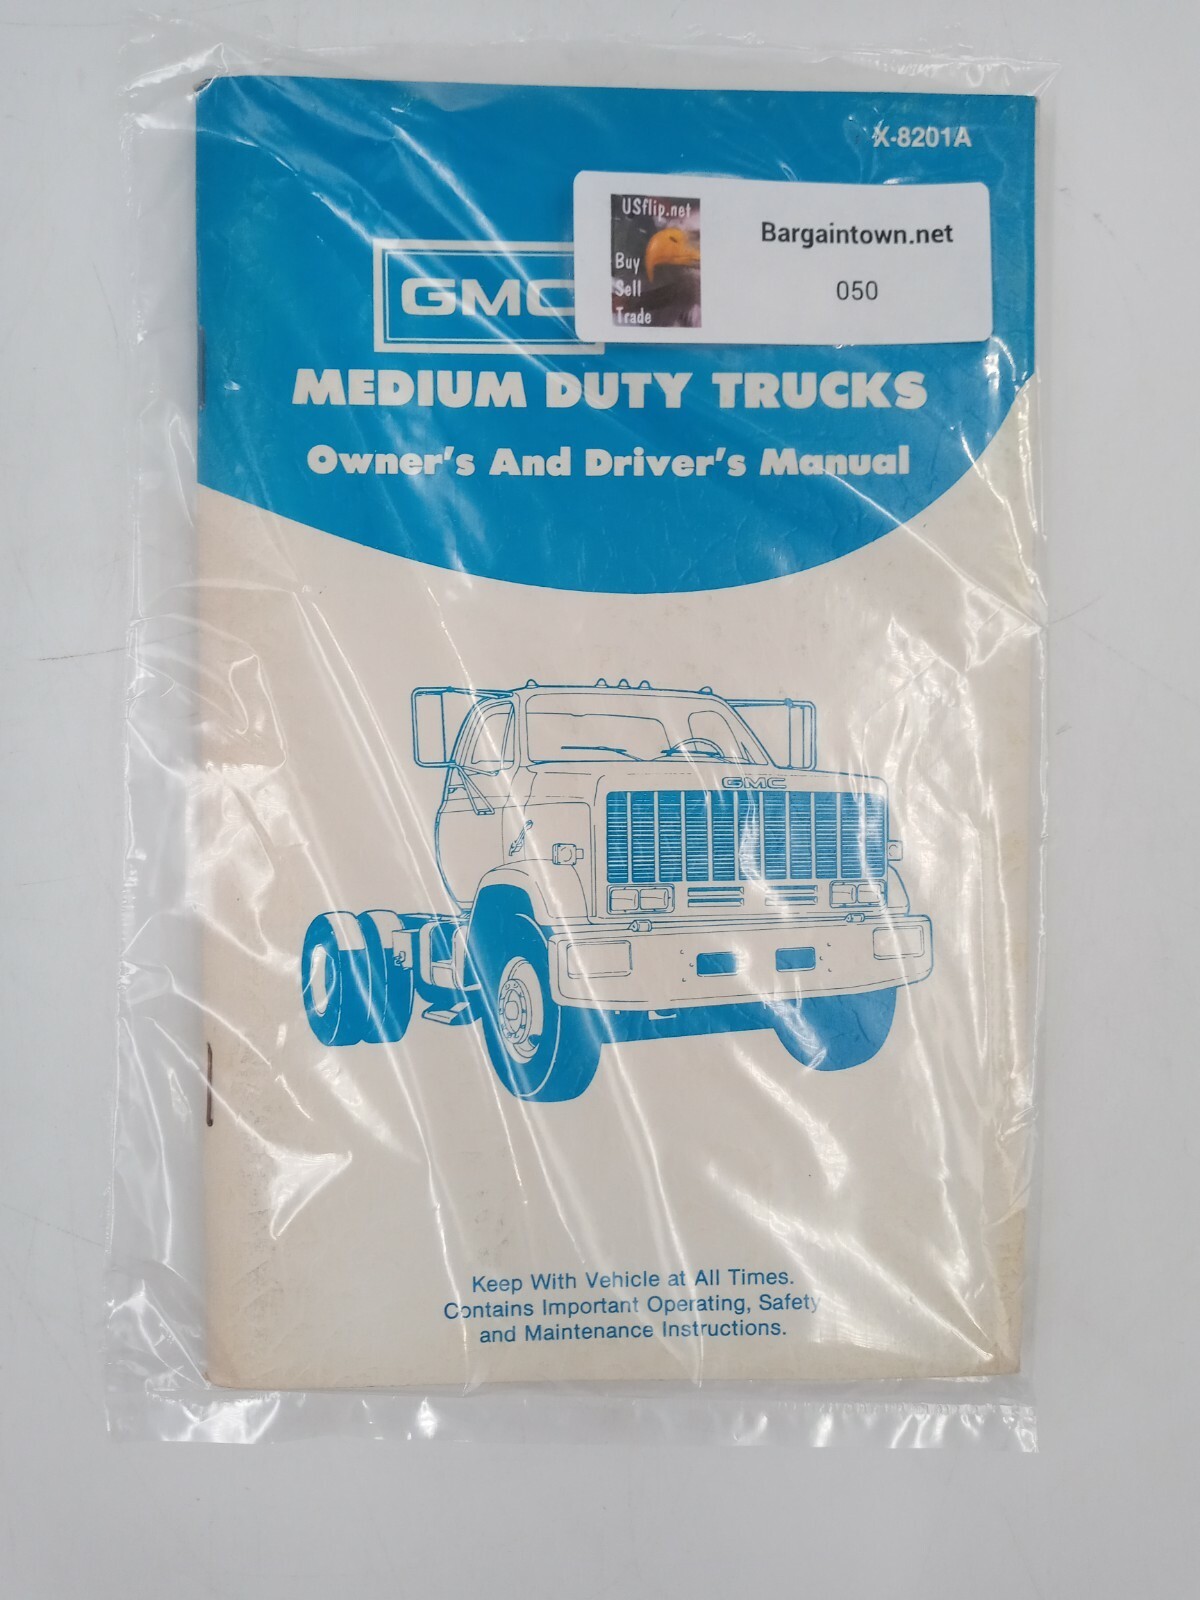 X-8201A
USflip.net
Buy
Sell
Trade
Bargaintown.net
050
GMC
MEDIUM DUTY TRUCKS
Owner's And Driver's Manual
GMC
Keep With Vehicle at All Times.
Contains Important Operating, Safety
and Maintenance Instructions.